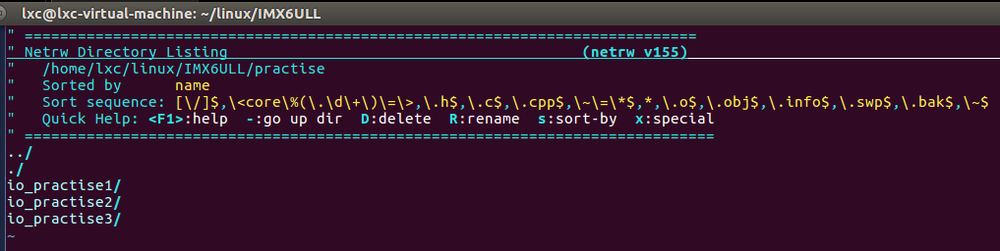 lxc@lxc-virtual-machine: ~/linux/IMX6ULL
" ============================================================================
" Netrw Directory Listing                                        (netrw v155)
"   /home/lxc/linux/IMX6ULL/practise
"   Sorted by      name
"   Sort sequence: [\/]$,\<core\%(\.\d\+\)\=\>,\.h$,\.c$,\.cpp$,\~\=\*$,*,\.o$,\.obj$,\.info$,\.swp$,\.bak$,\~$
"   Quick Help: <F1>:help  -:go up dir  D:delete  R:rename  s:sort-by  x:special
" ==============================================================================
../
./
io_practise1/
io_practise2/
io_practise3/
~